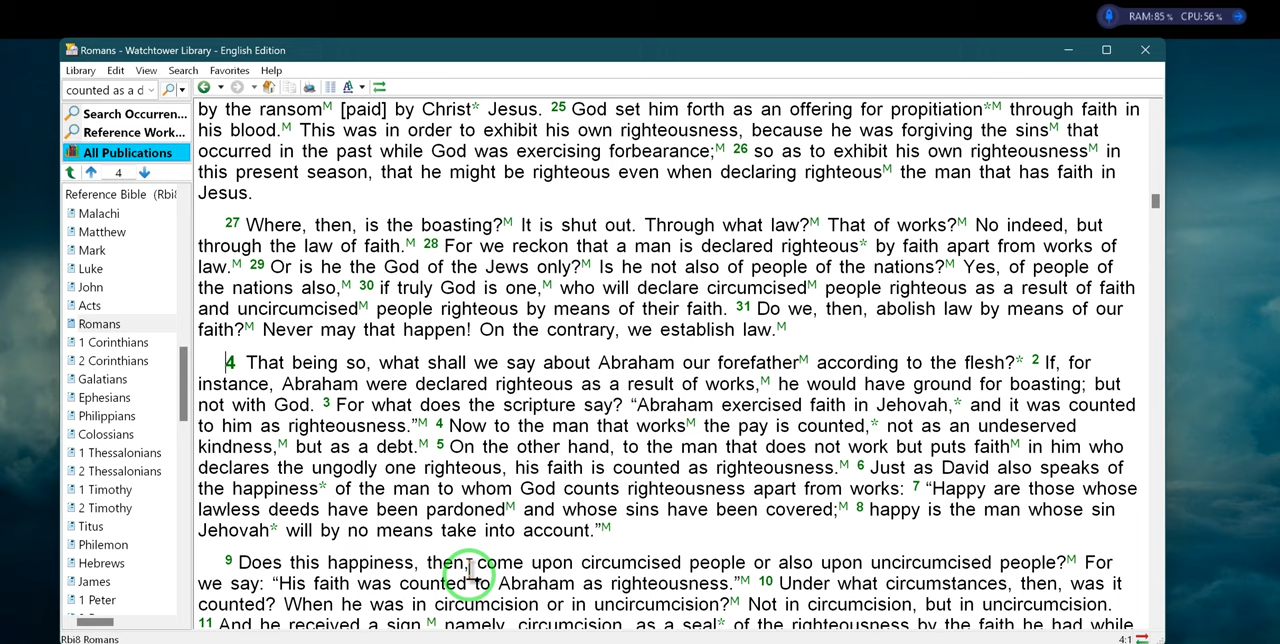 RAM:85% CPU:56%
Romans - Watchtower Library - English Edition
Library Edit View Search Favorites Help
counted as a d
Search Occurren...
Reference Work...
All Publications
4
Reference Bible (Rbi8
Malachi
Matthew
Mark
Luke
John
Acts
Romans
1 Corinthians
2 Corinthians
Galatians
Ephesians
Philippians
Colossians
1 Thessalonians
2 Thessalonians
1 Timothy
2 Timothy
Titus
Philemon
Hebrews
James
1 Peter
by the ransomM [paid] by Christ* Jesus. 25 God set him forth as an offering for propitiation*M through faith in
his blood.M This was in order to exhibit his own righteousness, because he was forgiving the sinsM that
occurred in the past while God was exercising forbearance;M 26 so as to exhibit his own righteousnessM in
this present season, that he might be righteous even when declaring righteousM the man that has faith in
Jesus.
27 Where, then, is the boasting?M It is shut out. Through what law?M That of works?M No indeed, but
through the law of faith.M 28 For we reckon that a man is declared righteous* by faith apart from works of
law.M 29 Or is he the God of the Jews only?M Is he not also of people of the nations?M Yes, of people of
the nations also,M 30 if truly God is one,M who will declare circumcisedM people righteous as a result of faith
and uncircumcisedM people righteous by means of their faith. 31 Do we, then, abolish law by means of our
faith?M Never may that happen! On the contrary, we establish law.M
4 That being so, what shall we say about Abraham our forefatherM according to the flesh?* 2 If, for
instance, Abraham were declared righteous as a result of works,M he would have ground for boasting; but
not with God. 3 For what does the scripture say? “Abraham exercised faith in Jehovah,* and it was counted
to him as righteousness.”M 4 Now to the man that worksM the pay is counted,* not as an undeserved
kindness,M but as a debt.M 5 On the other hand, to the man that does not work but puts faithM in him who
declares the ungodly one righteous, his faith is counted as righteousness.M 6 Just as David also speaks of
the happiness* of the man to whom God counts righteousness apart from works: 7 “Happy are those whose
lawless deeds have been pardonedM and whose sins have been covered;M 8 happy is the man whose sin
Jehovah* will by no means take into account.”M
9 Does this happiness, then, come upon circumcised people or also upon uncircumcised people?M For
we say: “His faith was counted to Abraham as righteousness.”M 10 Under what circumstances, then, was it
counted? When he was in circumcision or in uncircumcision?M Not in circumcision, but in uncircumcision.
11 And he received a sign,M namely, circumcision, as a seal* of the righteousness by the faith he had while
Rbi8 Romans
4:1